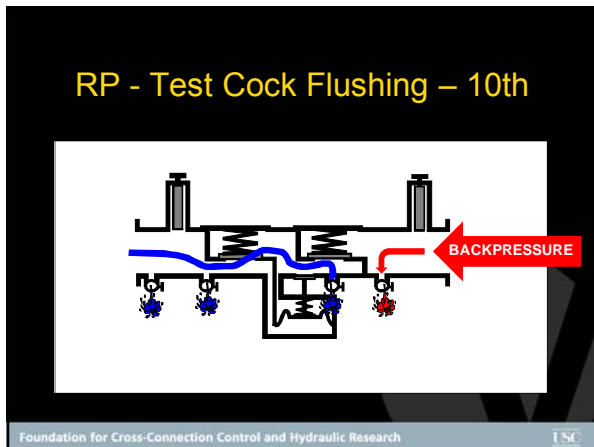 RP - Test Cock Flushing – 10th
BACKPRESSURE
Foundation for Cross-Connection Control and Hydraulic Research
USC